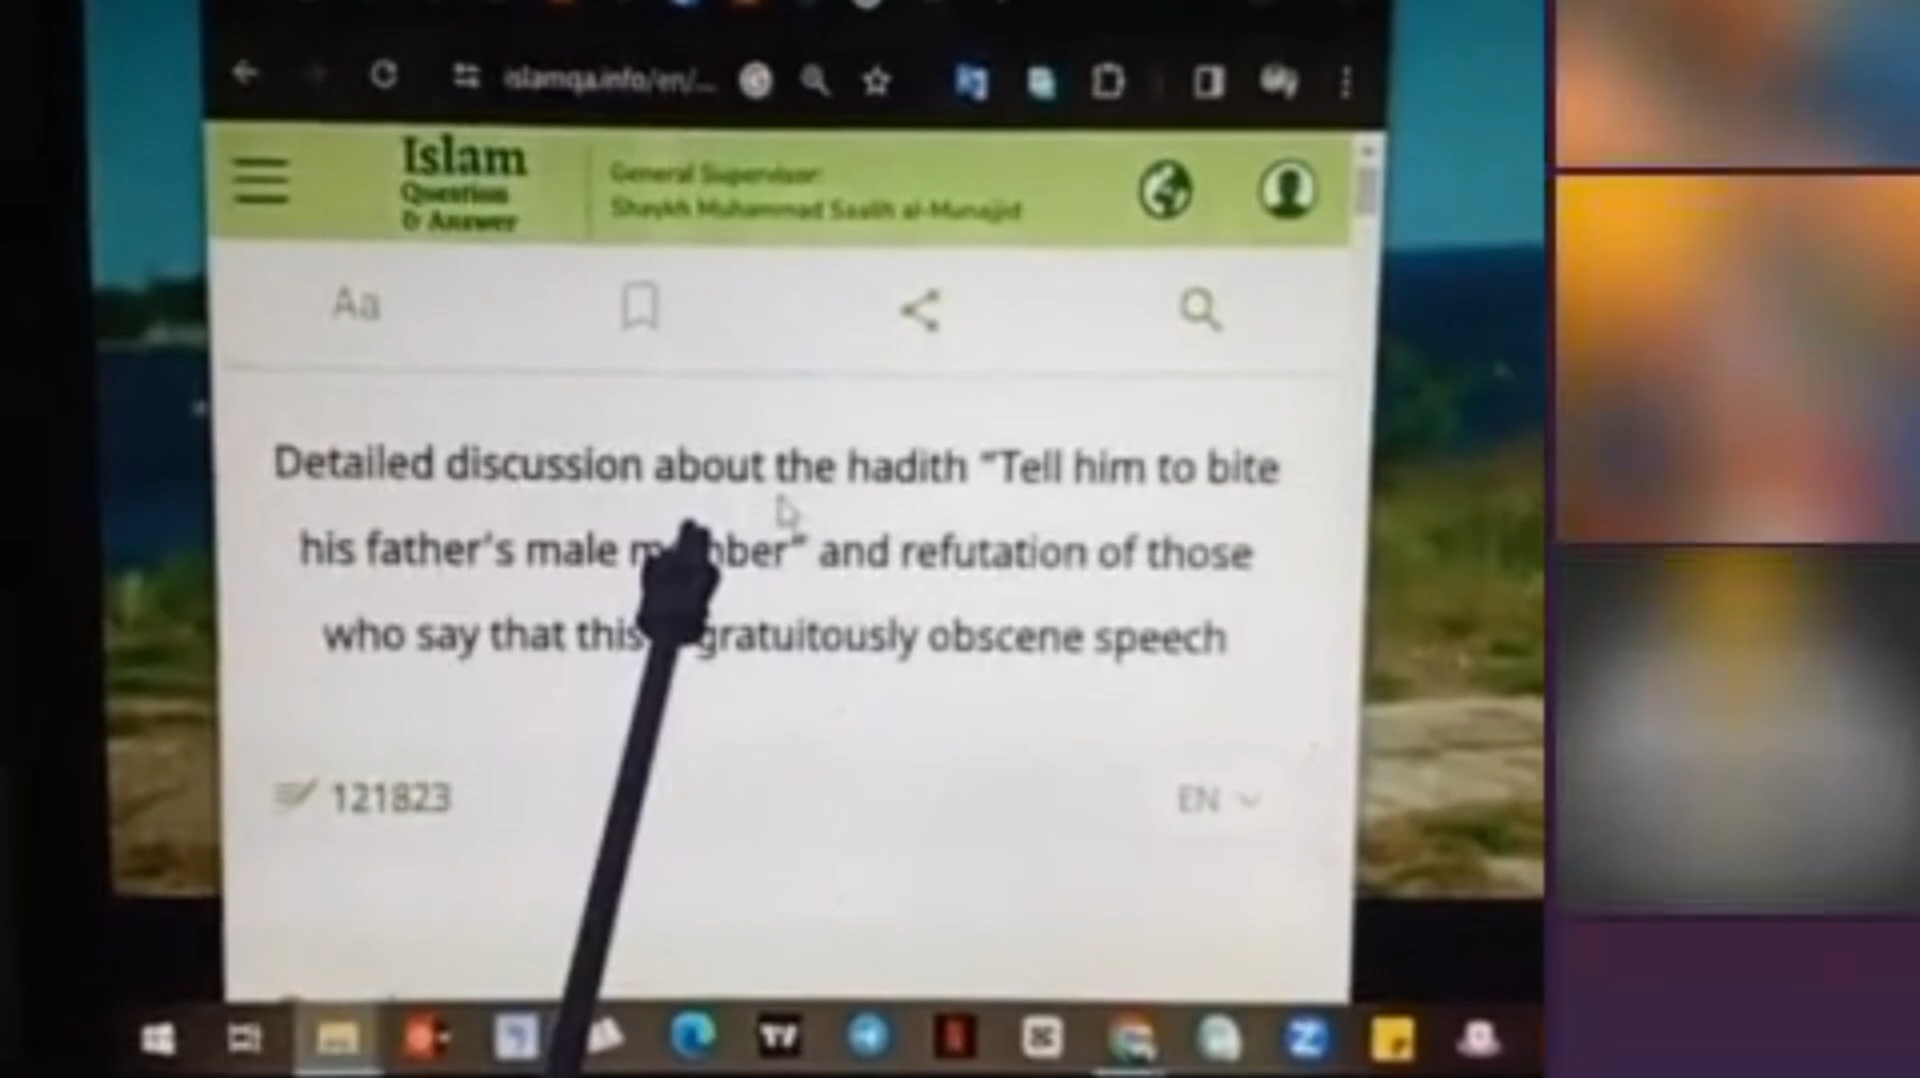 islamqa.info/en/...
Islam
Question
& Answer
General Supervisor:
Shaykh Muhammad Saalih al-Munajjid
Aa
Detailed discussion about the hadith "Tell him to bite
his father's male member" and refutation of those
who say that this gratuitously obscene speech
121823
EN